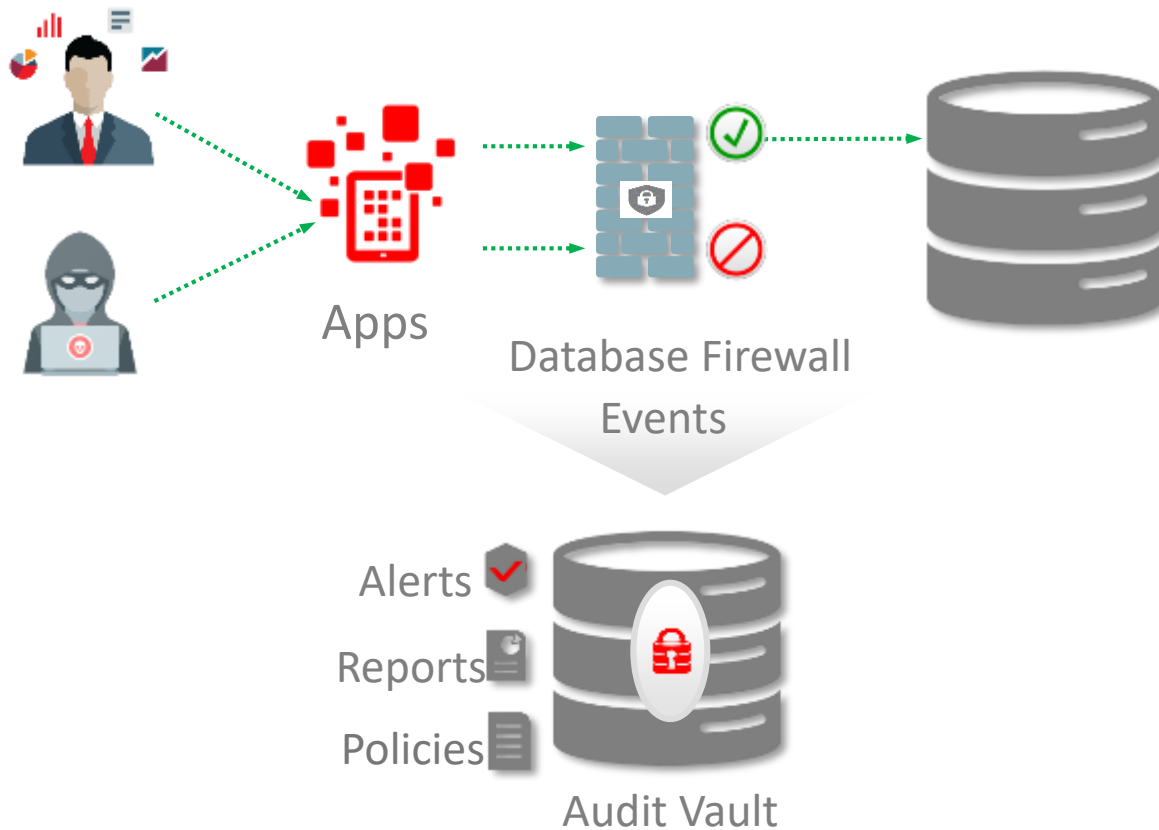 Apps
Database Firewall
Events
Alerts
Reports
Policies
Audit Vault